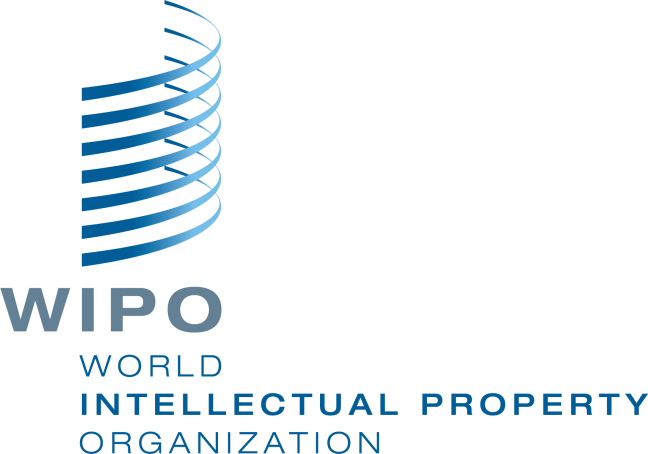 WIPO
WORLD
INTELLECTUAL PROPERTY
ORGANIZATION